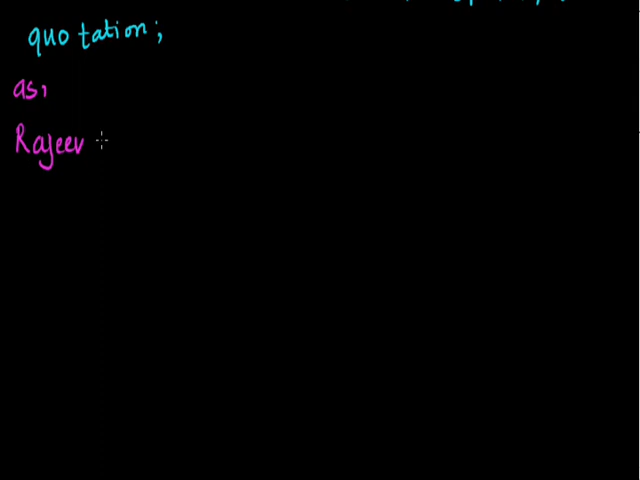 quotation;
as,
Rajeev